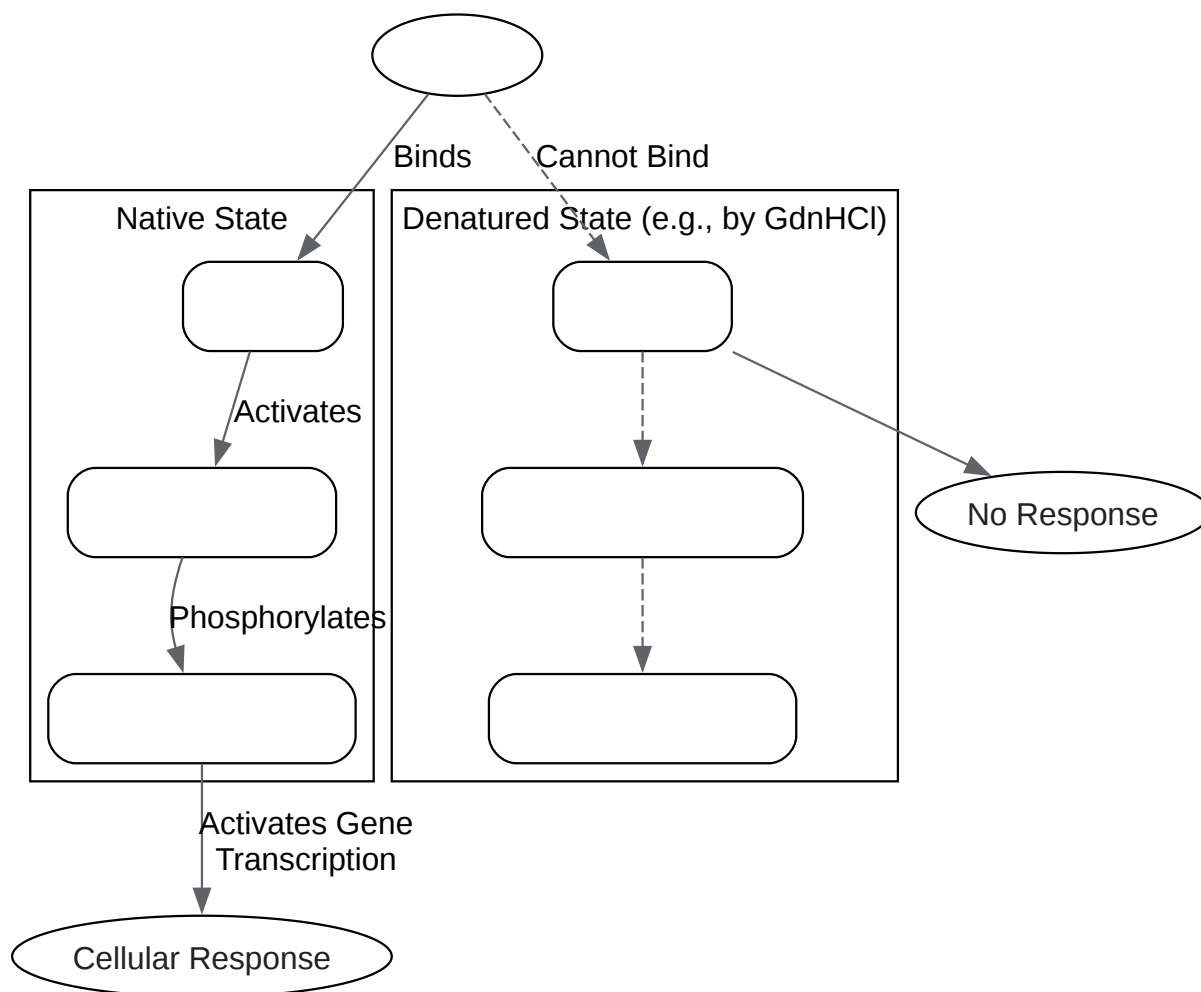 Binds
Cannot Bind
Native State
Denatured State (e.g., by GdnHCl)
Activates
No Response
Phosphorylates
Activates Gene
Transcription
Cellular Response